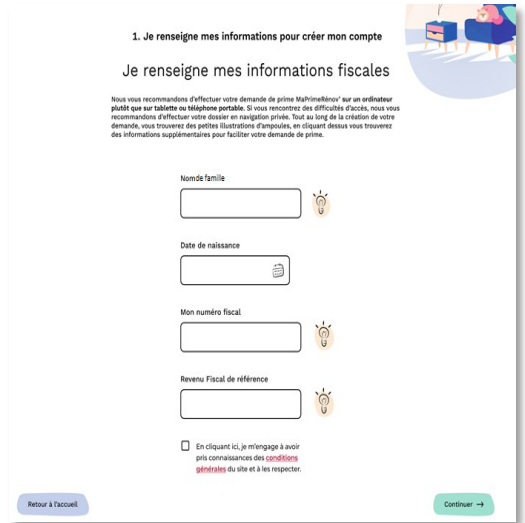 1. Je renseigne mes informations pour créer mon compte
Je renseigne mes informations fiscales
Nous vous recommandons d'effectuer votre demande de prime MaPrimeRénov' sur un ordinateur
plutôt que sur tablette ou téléphone portable. Si vous rencontrez des difficultés d'accès, nous vous
recommandons d'effectuer votre dossier en navigation privée. Tout au long de la création de votre
demande, vous trouverez des petites illustrations d'ampoules, en cliquant dessus vous trouverez
des informations supplémentaires pour faciliter votre demande de prime.
Nomde famile
Date de naissance
Mon numéro fiscal
Revenu Fiscal de référence
En cliquant ici, je m'engage à avoir
pris connaissances des conditions
générales du site et à les respecter.
Retour à l'accueil
Continuer →